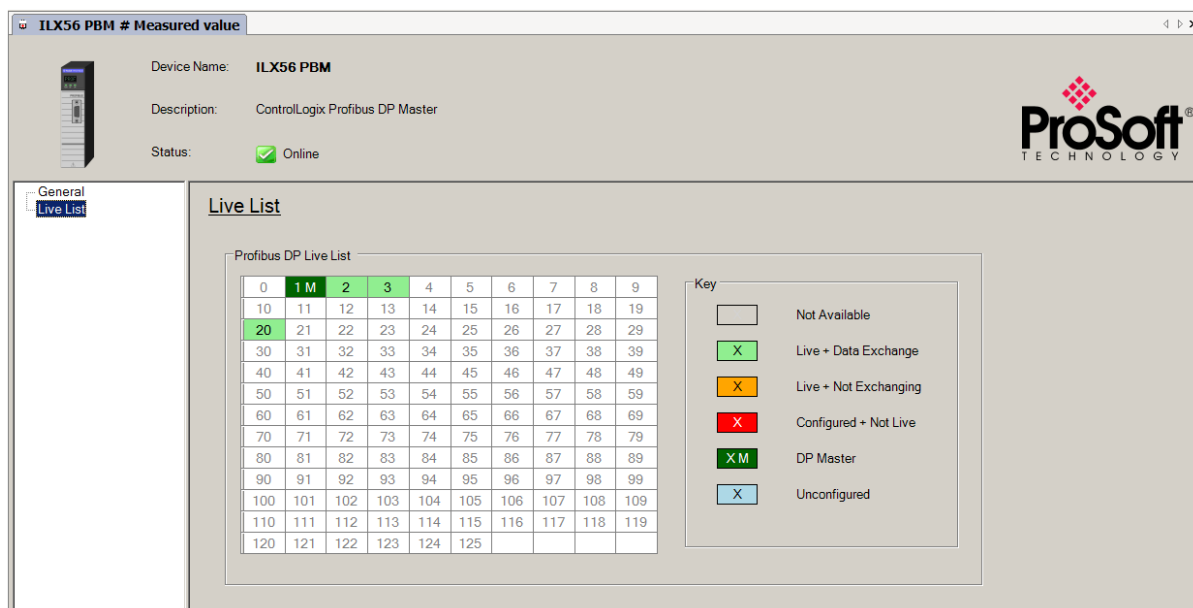 ILX56 PBM # Measured value
Device Name: ILX56 PBM
Description: ControlLogix Profibus DP Master
Status: Online
ProSoft®
TECHNOLOGY
General
Live List
Live List
Profibus DP Live List
0 1 M 2 3 4 5 6 7 8 9
10 11 12 13 14 15 16 17 18 19
20 21 22 23 24 25 26 27 28 29
30 31 32 33 34 35 36 37 38 39
40 41 42 43 44 45 46 47 48 49
50 51 52 53 54 55 56 57 58 59
60 61 62 63 64 65 66 67 68 69
70 71 72 73 74 75 76 77 78 79
80 81 82 83 84 85 86 87 88 89
90 91 92 93 94 95 96 97 98 99
100 101 102 103 104 105 106 107 108 109
110 111 112 113 114 115 116 117 118 119
120 121 122 123 124 125
Key
Not Available
X Live + Data Exchange
X Live + Not Exchanging
X Configured + Not Live
X M DP Master
X Unconfigured